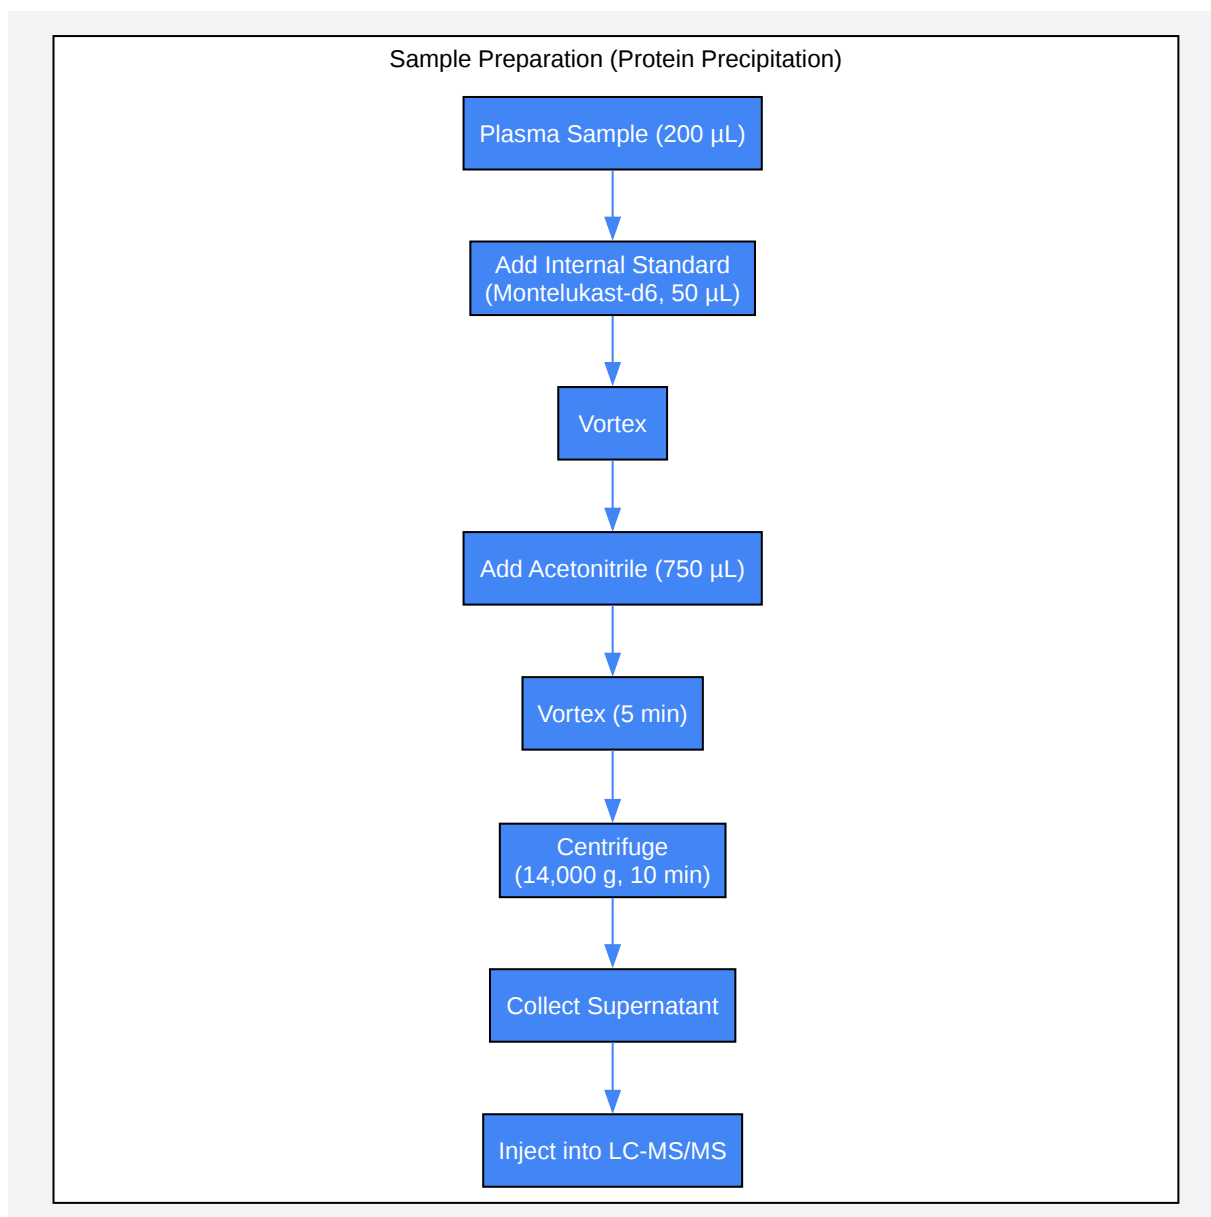 Sample Preparation (Protein Precipitation)
Plasma Sample (200 µL)
Add Internal Standard
(Montelukast-d6, 50 µL)
Vortex
Add Acetonitrile (750 µL)
Vortex (5 min)
Centrifuge
(14,000 g, 10 min)
Collect Supernatant
Inject into LC-MS/MS